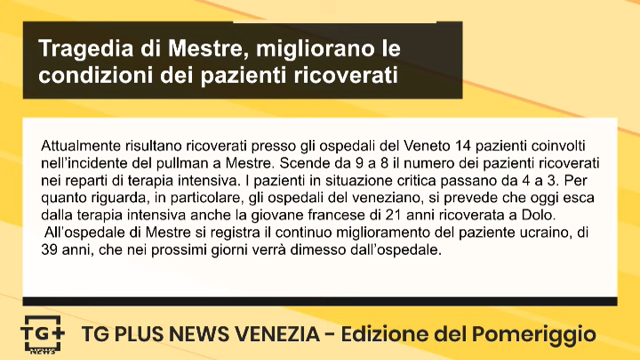 Tragedia di Mestre, migliorano le
condizioni dei pazienti ricoverati
Attualmente risultano ricoverati presso gli ospedali del Veneto 14 pazienti coinvolti
nell'incidente del pullman a Mestre. Scende da 9 a 8 il numero dei pazienti ricoverati
nei reparti di terapia intensiva. I pazienti in situazione critica passano da 4 a 3. Per
quanto riguarda, in particolare, gli ospedali del veneziano, si prevede che oggi esca
dalla terapia intensiva anche la giovane francese di 21 anni ricoverata a Dolo.
All'ospedale di Mestre si registra il continuo miglioramento del paziente ucraino, di
39 anni, che nei prossimi giorni verrà dimesso dall'ospedale.
TG+
NEWS
TG PLUS NEWS VENEZIA - Edizione del Pomeriggio